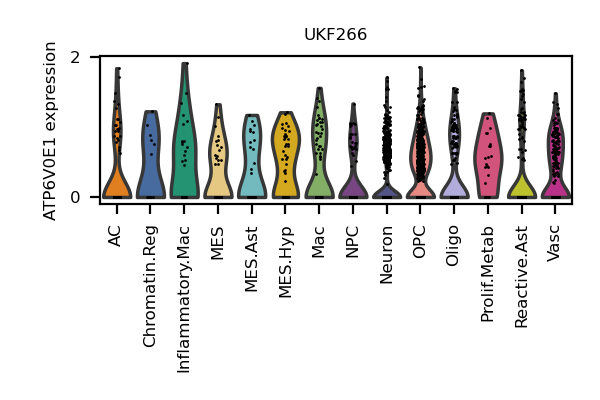 UKF266
ATP6V0E1 expression
2
0
AC
Chromatin.Reg
Inflammatory.Mac
MES
MES.Ast
MES.Hyp
Mac
NPC
Neuron
OPC
Oligo
Prolif.Metab
Reactive.Ast
Vasc